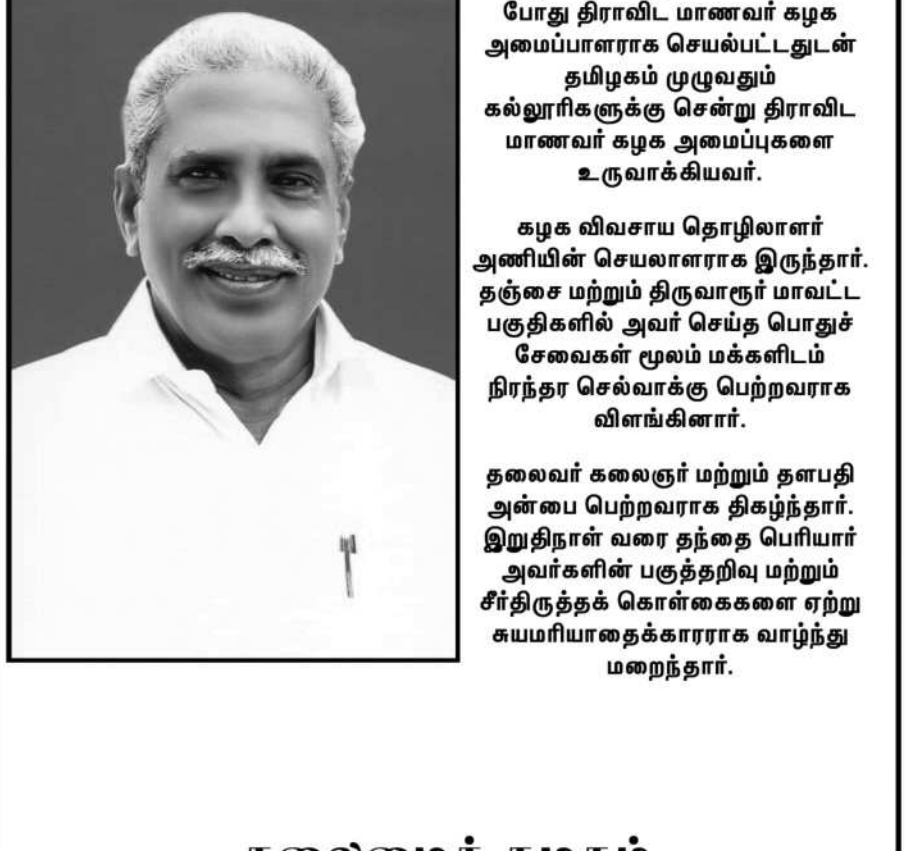 போது திராவிட மாணவர் கழக
அமைப்பாளராக செயல்பட்டதுடன்
தமிழகம் முழுவதும்
கல்லூரிகளுக்கு சென்று திராவிட
மாணவர் கழக அமைப்புகளை
உருவாக்கியவர்.
கழக விவசாய தொழிலாளர்
அணியின் செயலாளராக இருந்தார்.
தஞ்சை மற்றும் திருவாரூர் மாவட்ட
பகுதிகளில் அவர் செய்த பொதுச்
சேவைகள் மூலம் மக்களிடம்
நிரந்தர செல்வாக்கு பெற்றவராக
விளங்கினார்.
தலைவர் கலைஞர் மற்றும் தளபதி
அன்பை பெற்றவராக திகழ்ந்தார்.
இறுதிநாள் வரை தந்தை பெரியார்
அவர்களின் பகுத்தறிவு மற்றும்
சீர்திருத்தக் கொள்கைகளை ஏற்று
சுயமரியாதைக்காரராக வாழ்ந்து
மறைந்தார்.